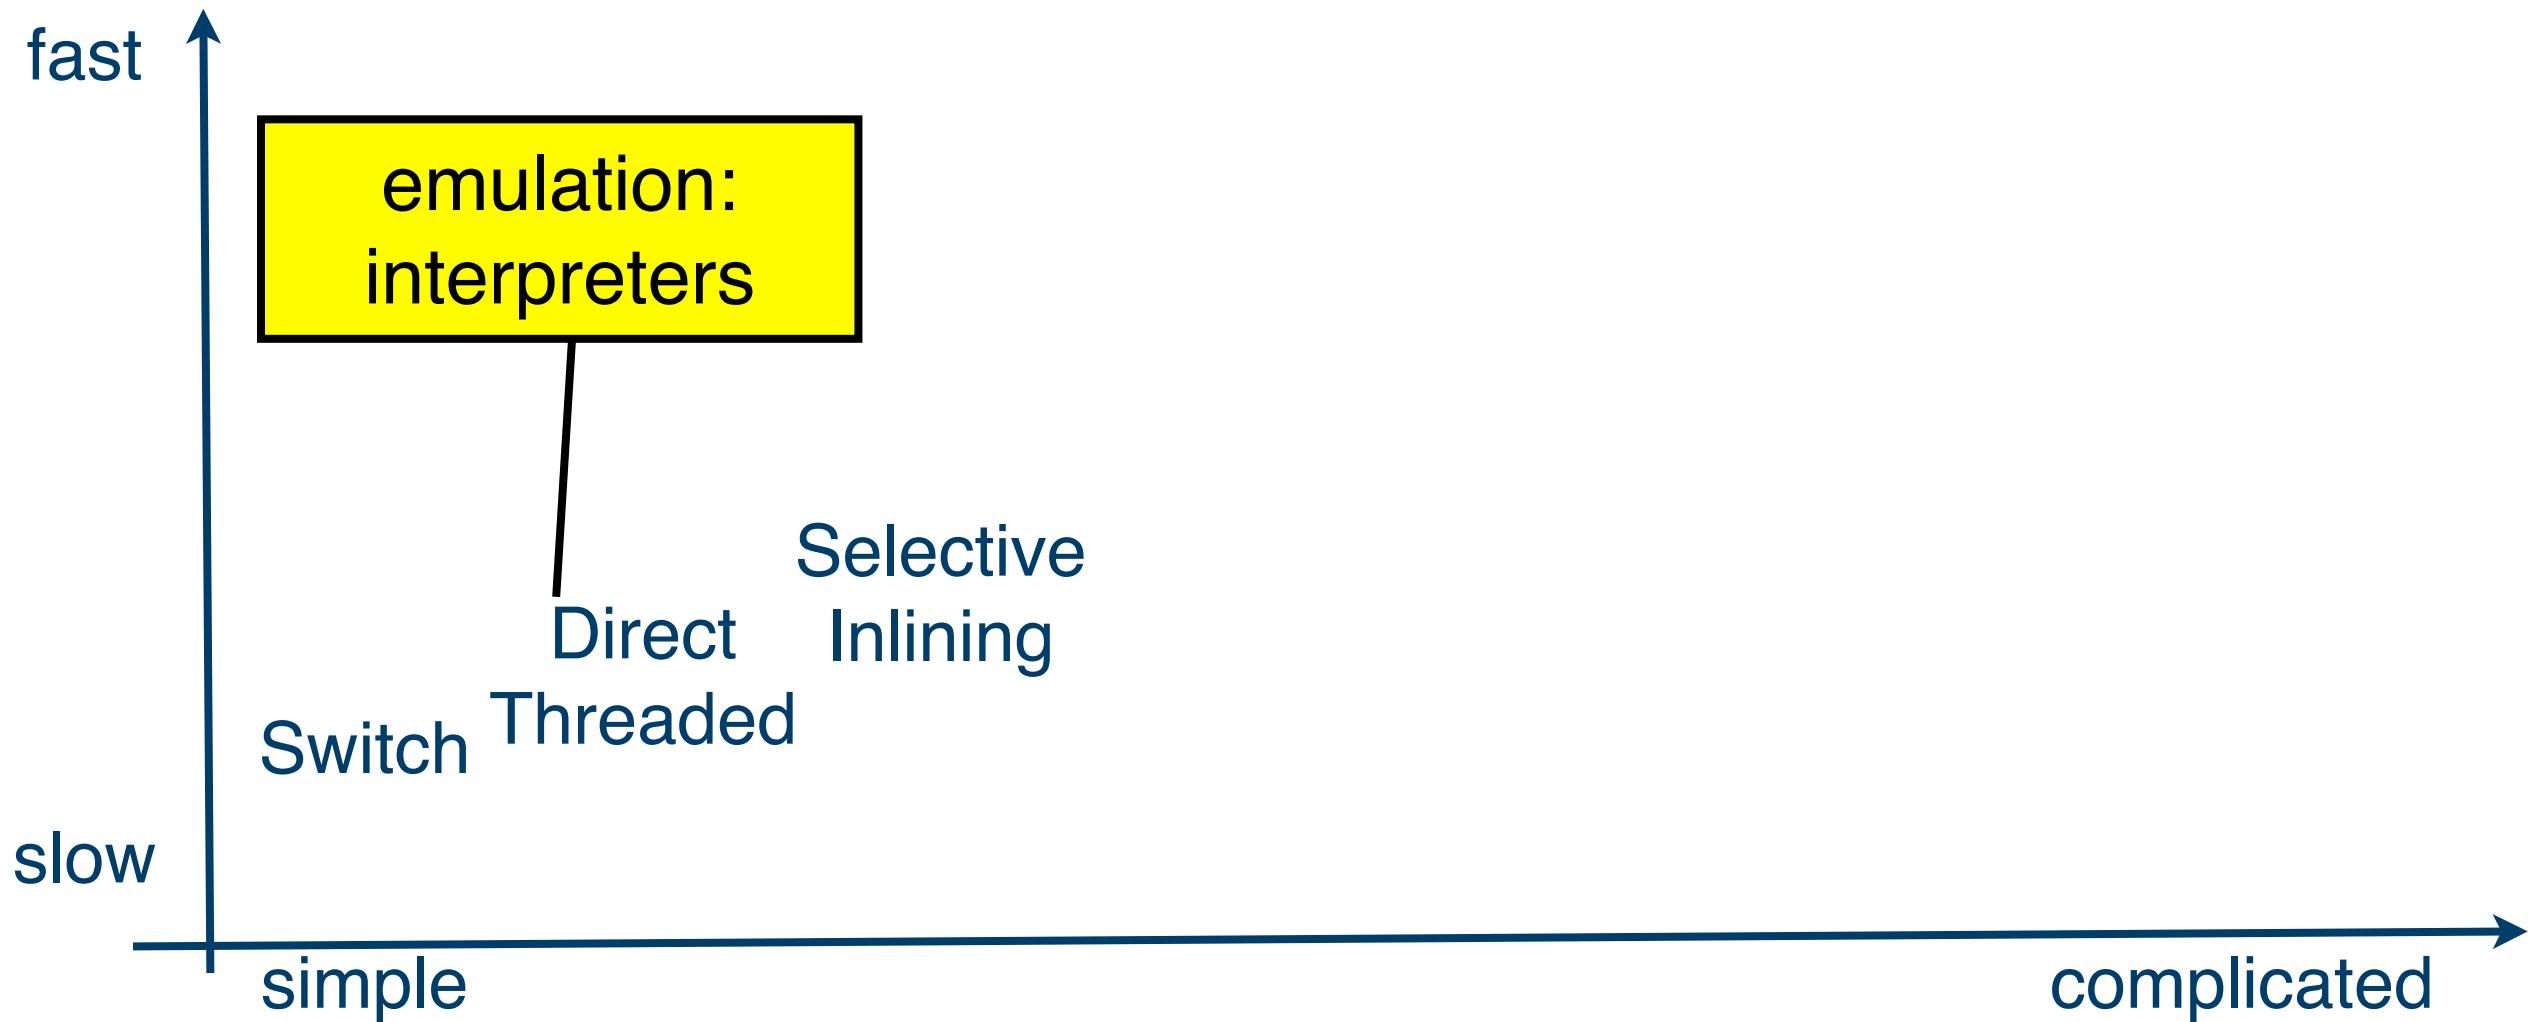 fast
emulation:
interpreters
Selective
Inlining
Direct
Threaded
Switch
slow
simple
complicated